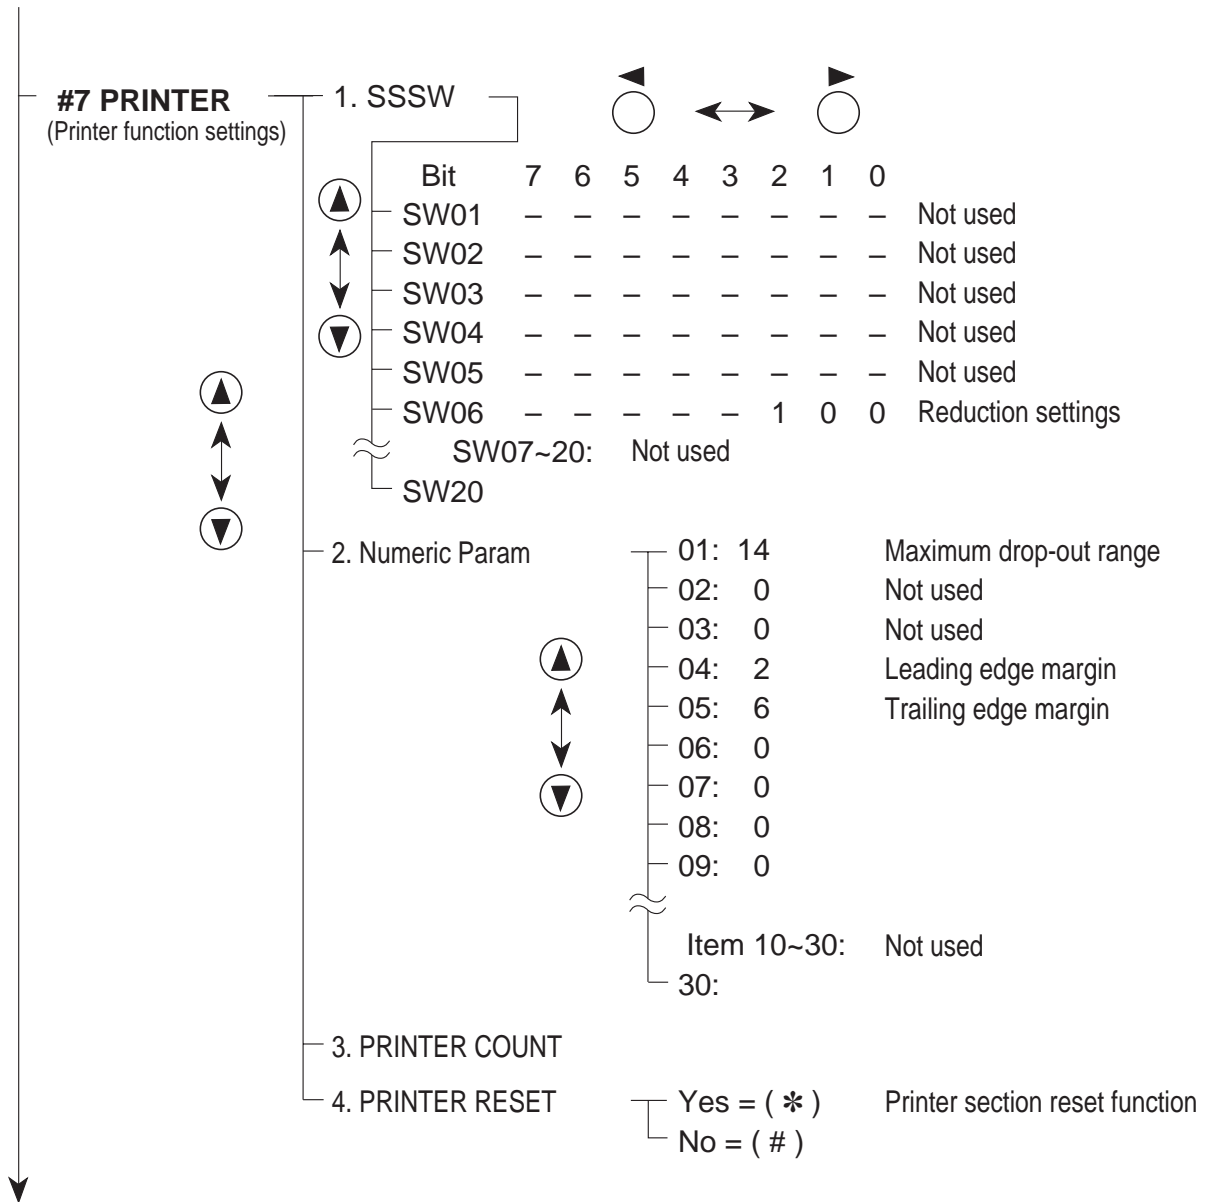 #7 PRINTER
(Printer function settings)
1. SSSW
Bit 7 6 5 4 3 2 1 0
SW01 – – – – – – – – Not used
SW02 – – – – – – – – Not used
SW03 – – – – – – – – Not used
SW04 – – – – – – – – Not used
SW05 – – – – – – – – Not used
SW06 – – – – – 1 0 0 Reduction settings
SW07~20: Not used
SW20
2. Numeric Param
01: 14 Maximum drop-out range
02: 0 Not used
03: 0 Not used
04: 2 Leading edge margin
05: 6 Trailing edge margin
06: 0
07: 0
08: 0
09: 0
Item 10~30: Not used
30:
3. PRINTER COUNT
4. PRINTER RESET
Yes = ( ✻ ) Printer section reset function
No = ( # )